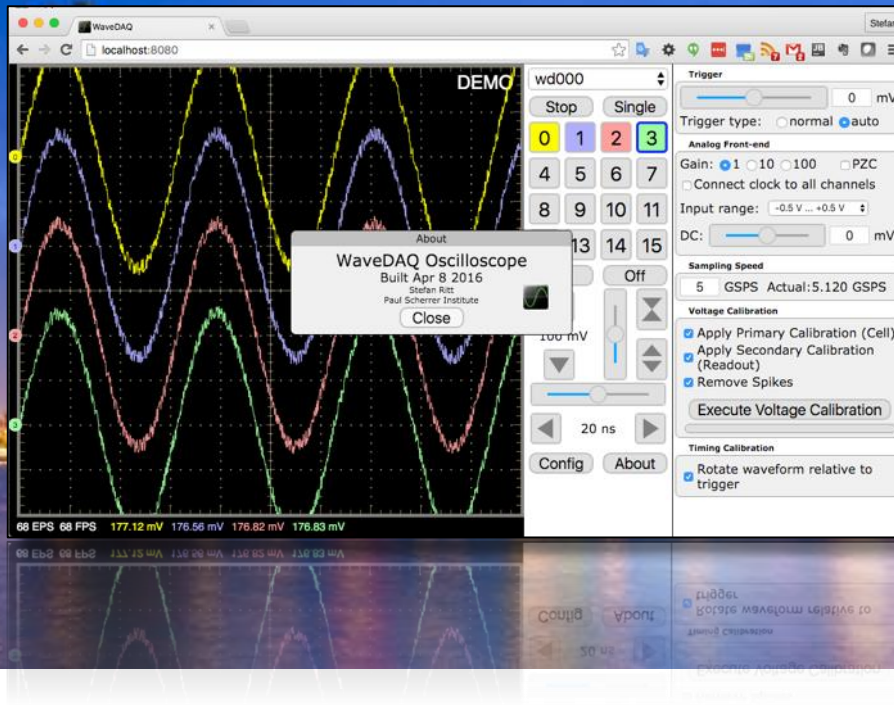 WaveDAQ
Stefan
localhost:8080
DEMO
0
1
2
3
68 EPS 68 FPS 177.12 mV 176.56 mV 176.82 mV 176.83 mV
wd000
Stop Single
0 1 2 3
4 5 6 7
8 9 10 11
13 14 15
Off
100 mV
20 ns
Config About
About
WaveDAQ Oscilloscope
Built Apr 8 2016
Stefan Ritt
Paul Scherrer Institute
Close
Trigger
0 mV
Trigger type: normal auto
Analog Front-end
Gain: 1 10 100 PZC
Connect clock to all channels
Input range: -0.5 V ... +0.5 V
DC: 0 mV
Sampling Speed
5 GSPS Actual:5.120 GSPS
Voltage Calibration
Apply Primary Calibration (Cell)
Apply Secondary Calibration
(Readout)
Remove Spikes
Execute Voltage Calibration
Timing Calibration
Rotate waveform relative to
trigger